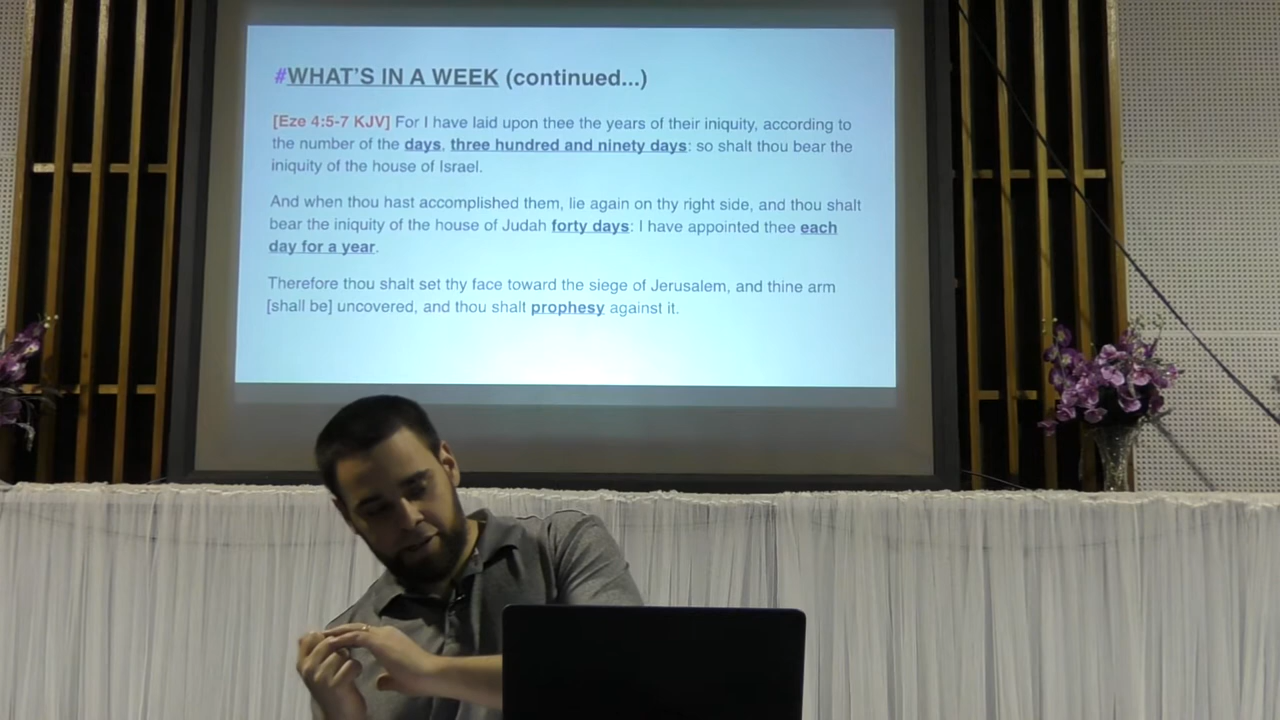 #WHAT'S IN A WEEK (continued...)
[Eze 4:5-7 KJV] For I have laid upon thee the years of their iniquity, according to
the number of the days, three hundred and ninety days: so shalt thou bear the
iniquity of the house of Israel.
And when thou hast accomplished them, lie again on thy right side, and thou shalt
bear the iniquity of the house of Judah forty days: I have appointed thee each
day for a year.
Therefore thou shalt set thy face toward the siege of Jerusalem, and thine arm
[shall be] uncovered, and thou shalt prophesy against it.